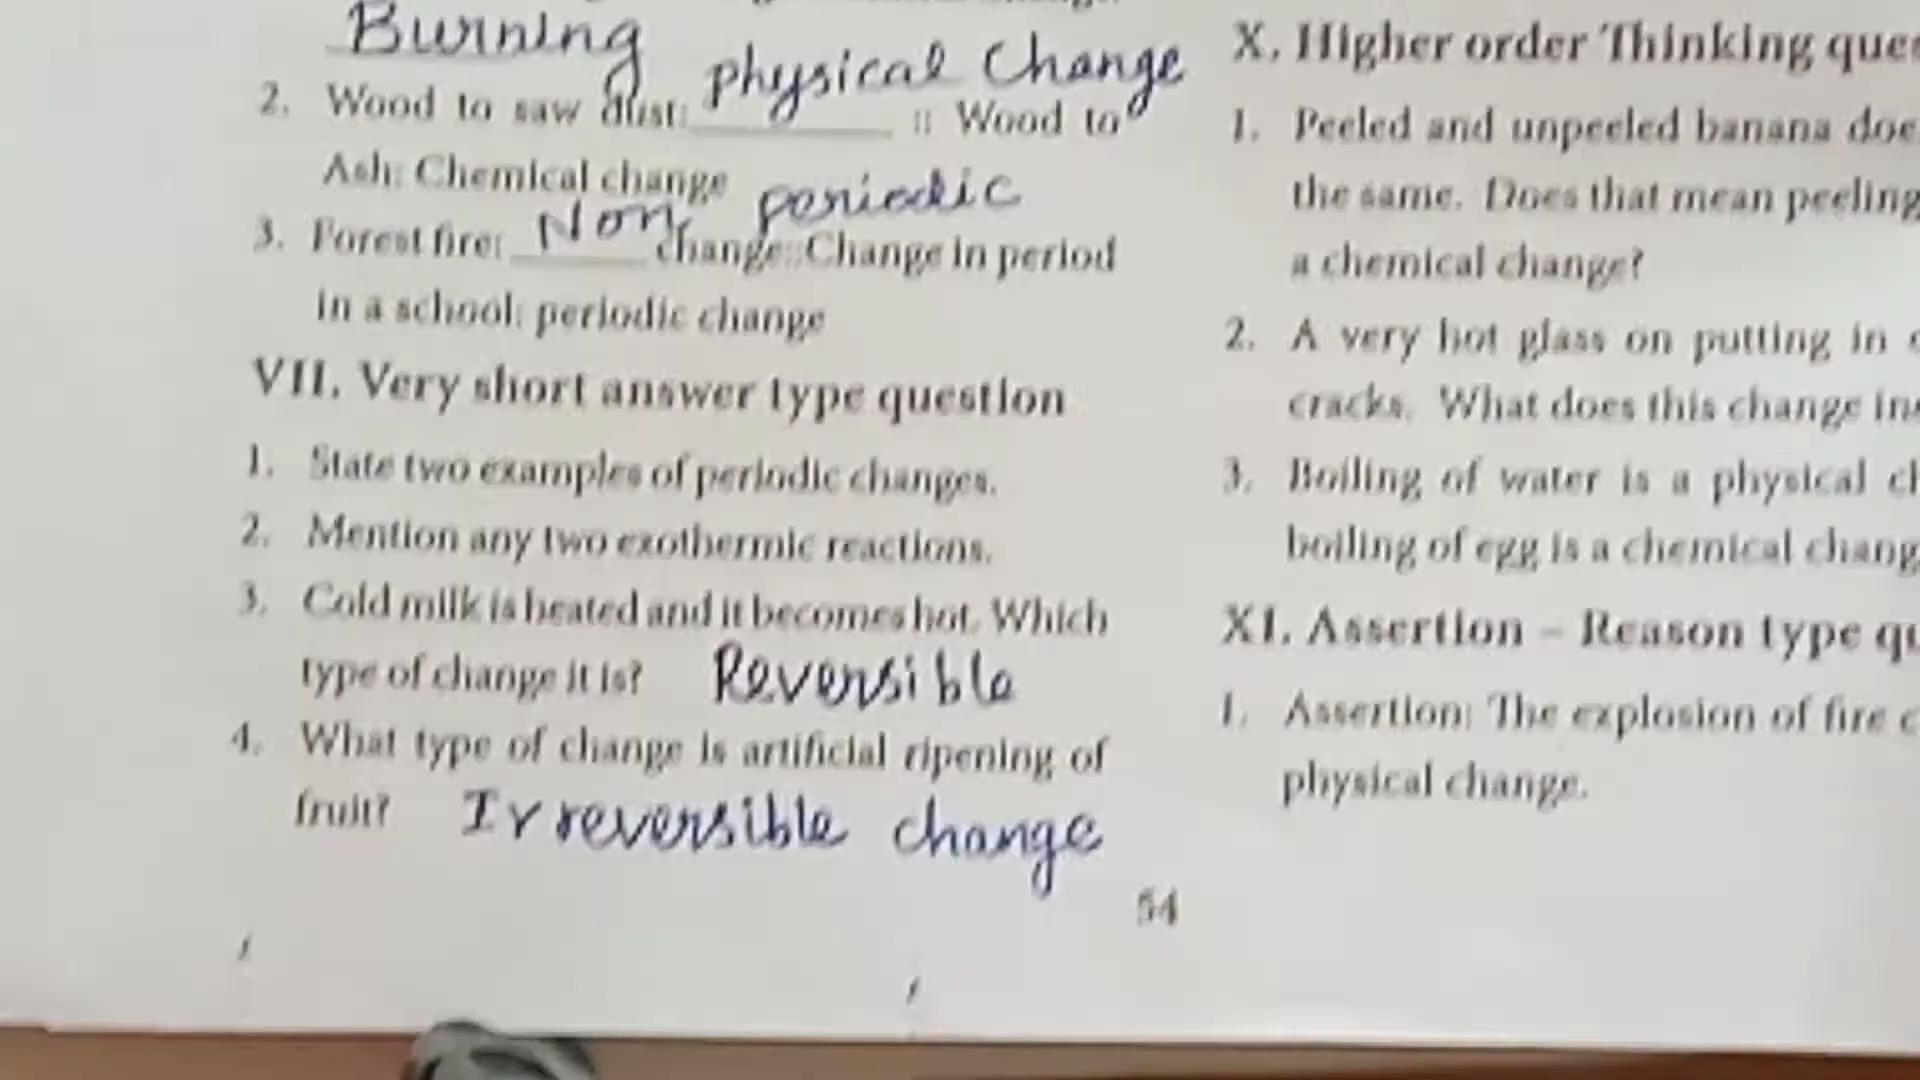 Burning
physical Change
2. Wood to saw dust: ________ :: Wood to
Ash: Chemical change
Non periodic
3. Forest fire: ______ change::Change in period
in a school: periodic change
VII. Very short answer type question
1. State two examples of periodic changes.
2. Mention any two exothermic reactions.
3. Cold milk is heated and it becomes hot. Which
type of change it is? Reversible
4. What type of change is artificial ripening of
fruit? Irreversible change
54
X. Higher order Thinking
1. Peeled and unpeeled banana
the same. Does that mean peeling
a chemical change?
2. A very hot glass on putting in
cracks. What does this change
3. Boiling of water is a physical
boiling of egg is a chemical
XI. Assertion – Reason type
1. Assertion: The explosion of fire
physical change.